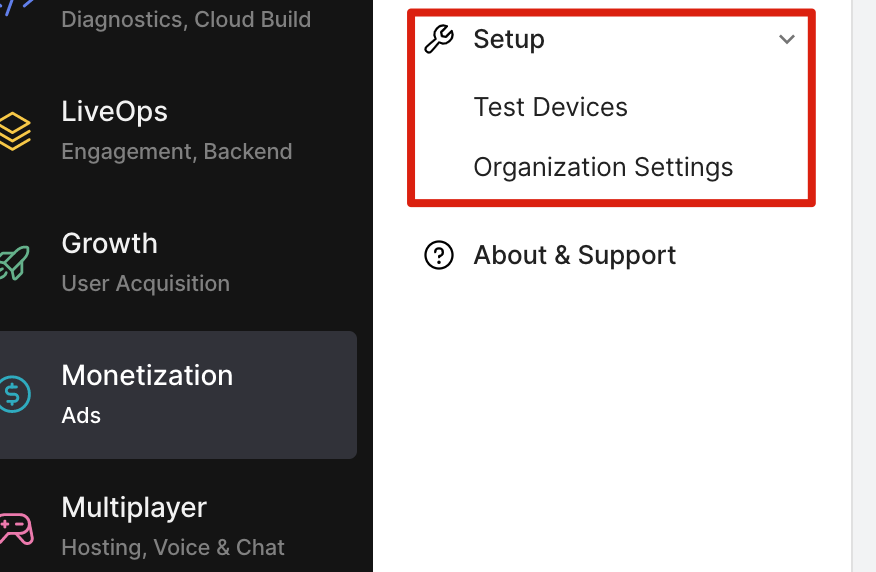 Diagnostics, Cloud Build
LiveOps
Engagement, Backend
Growth
User Acquisition
Monetization
Ads
Multiplayer
Hosting, Voice & Chat
Setup
Test Devices
Organization Settings
About & Support